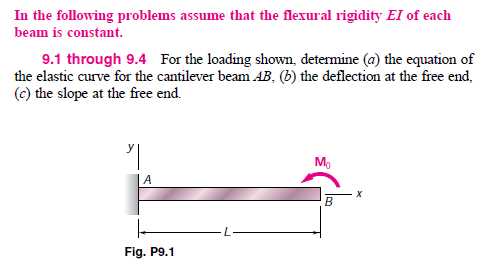 In the following problems assume that the flexural rigidity EI of each
beam is constant.
9.1 through 9.4 For the loading shown, determine (a) the equation of
the elastic curve for the cantilever beam AB, (b) the deflection at the free end,
(c) the slope at the free end.
y
M₀
A
x
B
L
Fig. P9.1